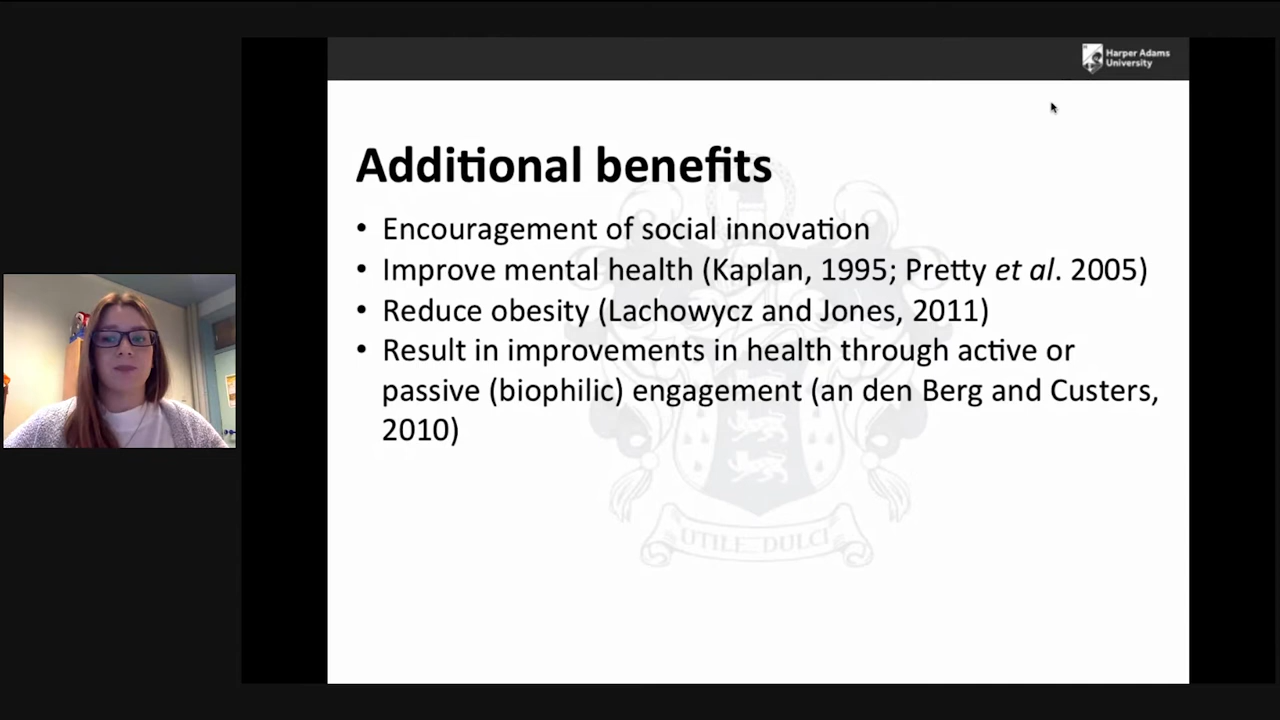 Harper Adams
University
Additional benefits
• Encouragement of social innovation
• Improve mental health (Kaplan, 1995; Pretty et al. 2005)
• Reduce obesity (Lachowycz and Jones, 2011)
• Result in improvements in health through active or
passive (biophilic) engagement (an den Berg and Custers,
2010)
UTILE DULCI